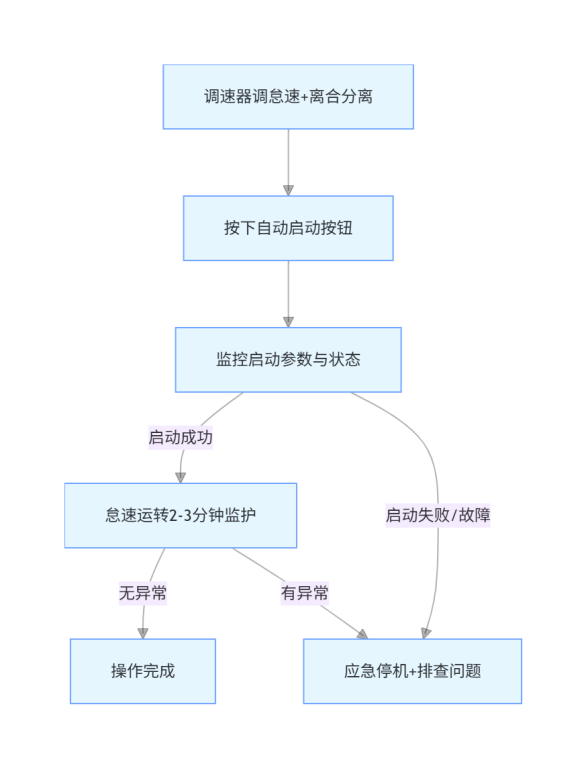 调速器调怠速+离合分离
按下自动启动按钮
监控启动参数与状态
启动成功
怠速运转2-3分钟监护
启动失败/故障
无异常
有异常
操作完成
应急停机+排查问题